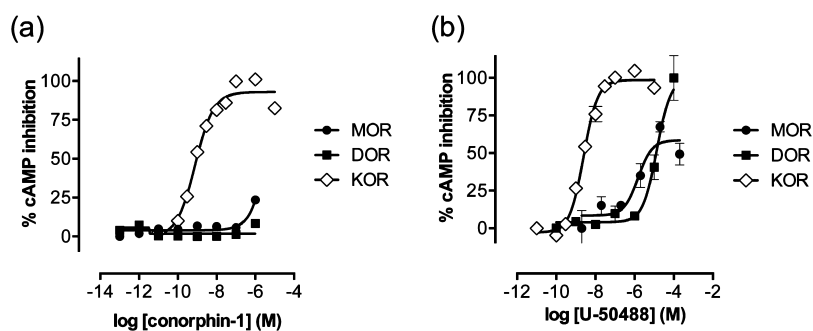 (a)
% cAMP inhibition
100
75
50
25
0
-14 -12 -10 -8 -6 -4
log [conorphin-1] (M)
MOR
DOR
KOR
(b)
% cAMP inhibition
100
75
50
25
0
-12 -10 -8 -6 -4 -2
log [U-50488] (M)
MOR
DOR
KOR